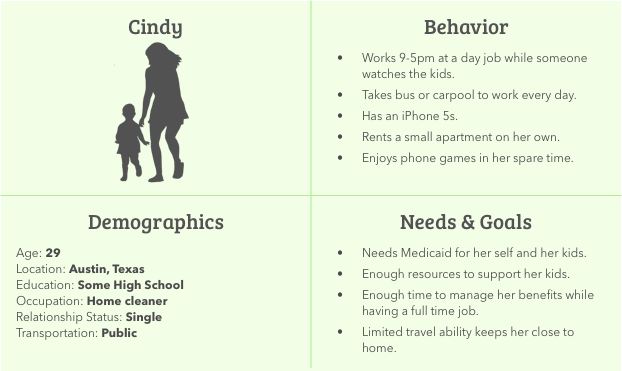 Cindy
Behavior
• Works 9-5pm at a day job while someone
watches the kids.
• Takes bus or carpool to work every day.
• Has an iPhone 5s.
• Rents a small apartment on her own.
• Enjoys phone games in her spare time.
Demographics
Age: 29
Location: Austin, Texas
Education: Some High School
Occupation: Home cleaner
Relationship Status: Single
Transportation: Public
Needs & Goals
• Needs Medicaid for her self and her kids.
• Enough resources to support her kids.
• Enough time to manage her benefits while
having a full time job.
• Limited travel ability keeps her close to
home.